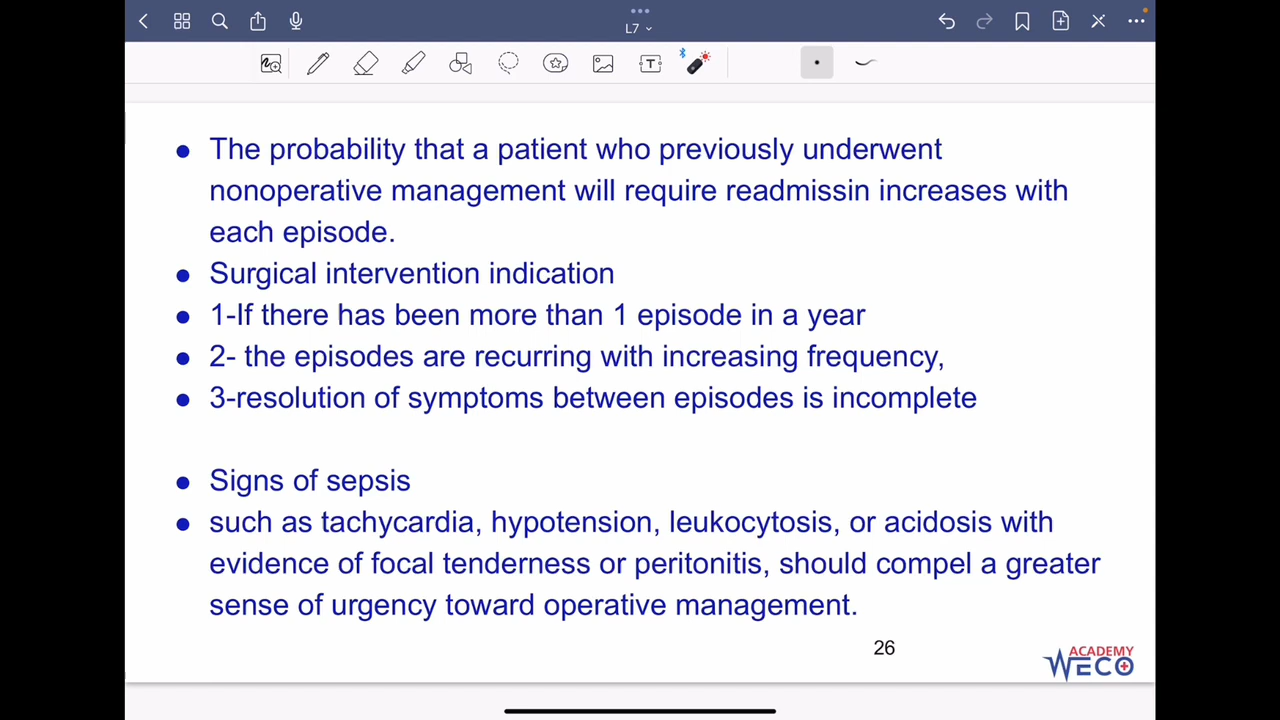 L7
The probability that a patient who previously underwent
nonoperative management will require readmissin increases with
each episode.
Surgical intervention indication
1-If there has been more than 1 episode in a year
2- the episodes are recurring with increasing frequency,
3-resolution of symptoms between episodes is incomplete
Signs of sepsis
such as tachycardia, hypotension, leukocytosis, or acidosis with
evidence of focal tenderness or peritonitis, should compel a greater
sense of urgency toward operative management.
26
ACADEMY
WECO